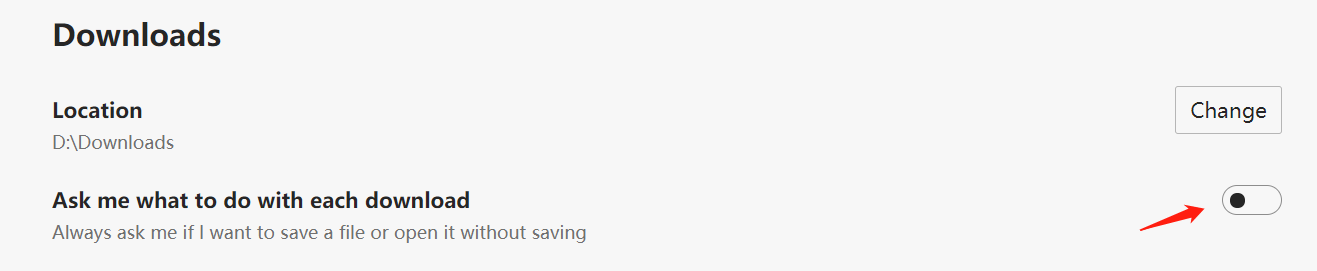 Downloads
Location
Change
D:\Downloads
Ask me what to do with each download
Always ask me if I want to save a file or open it without saving